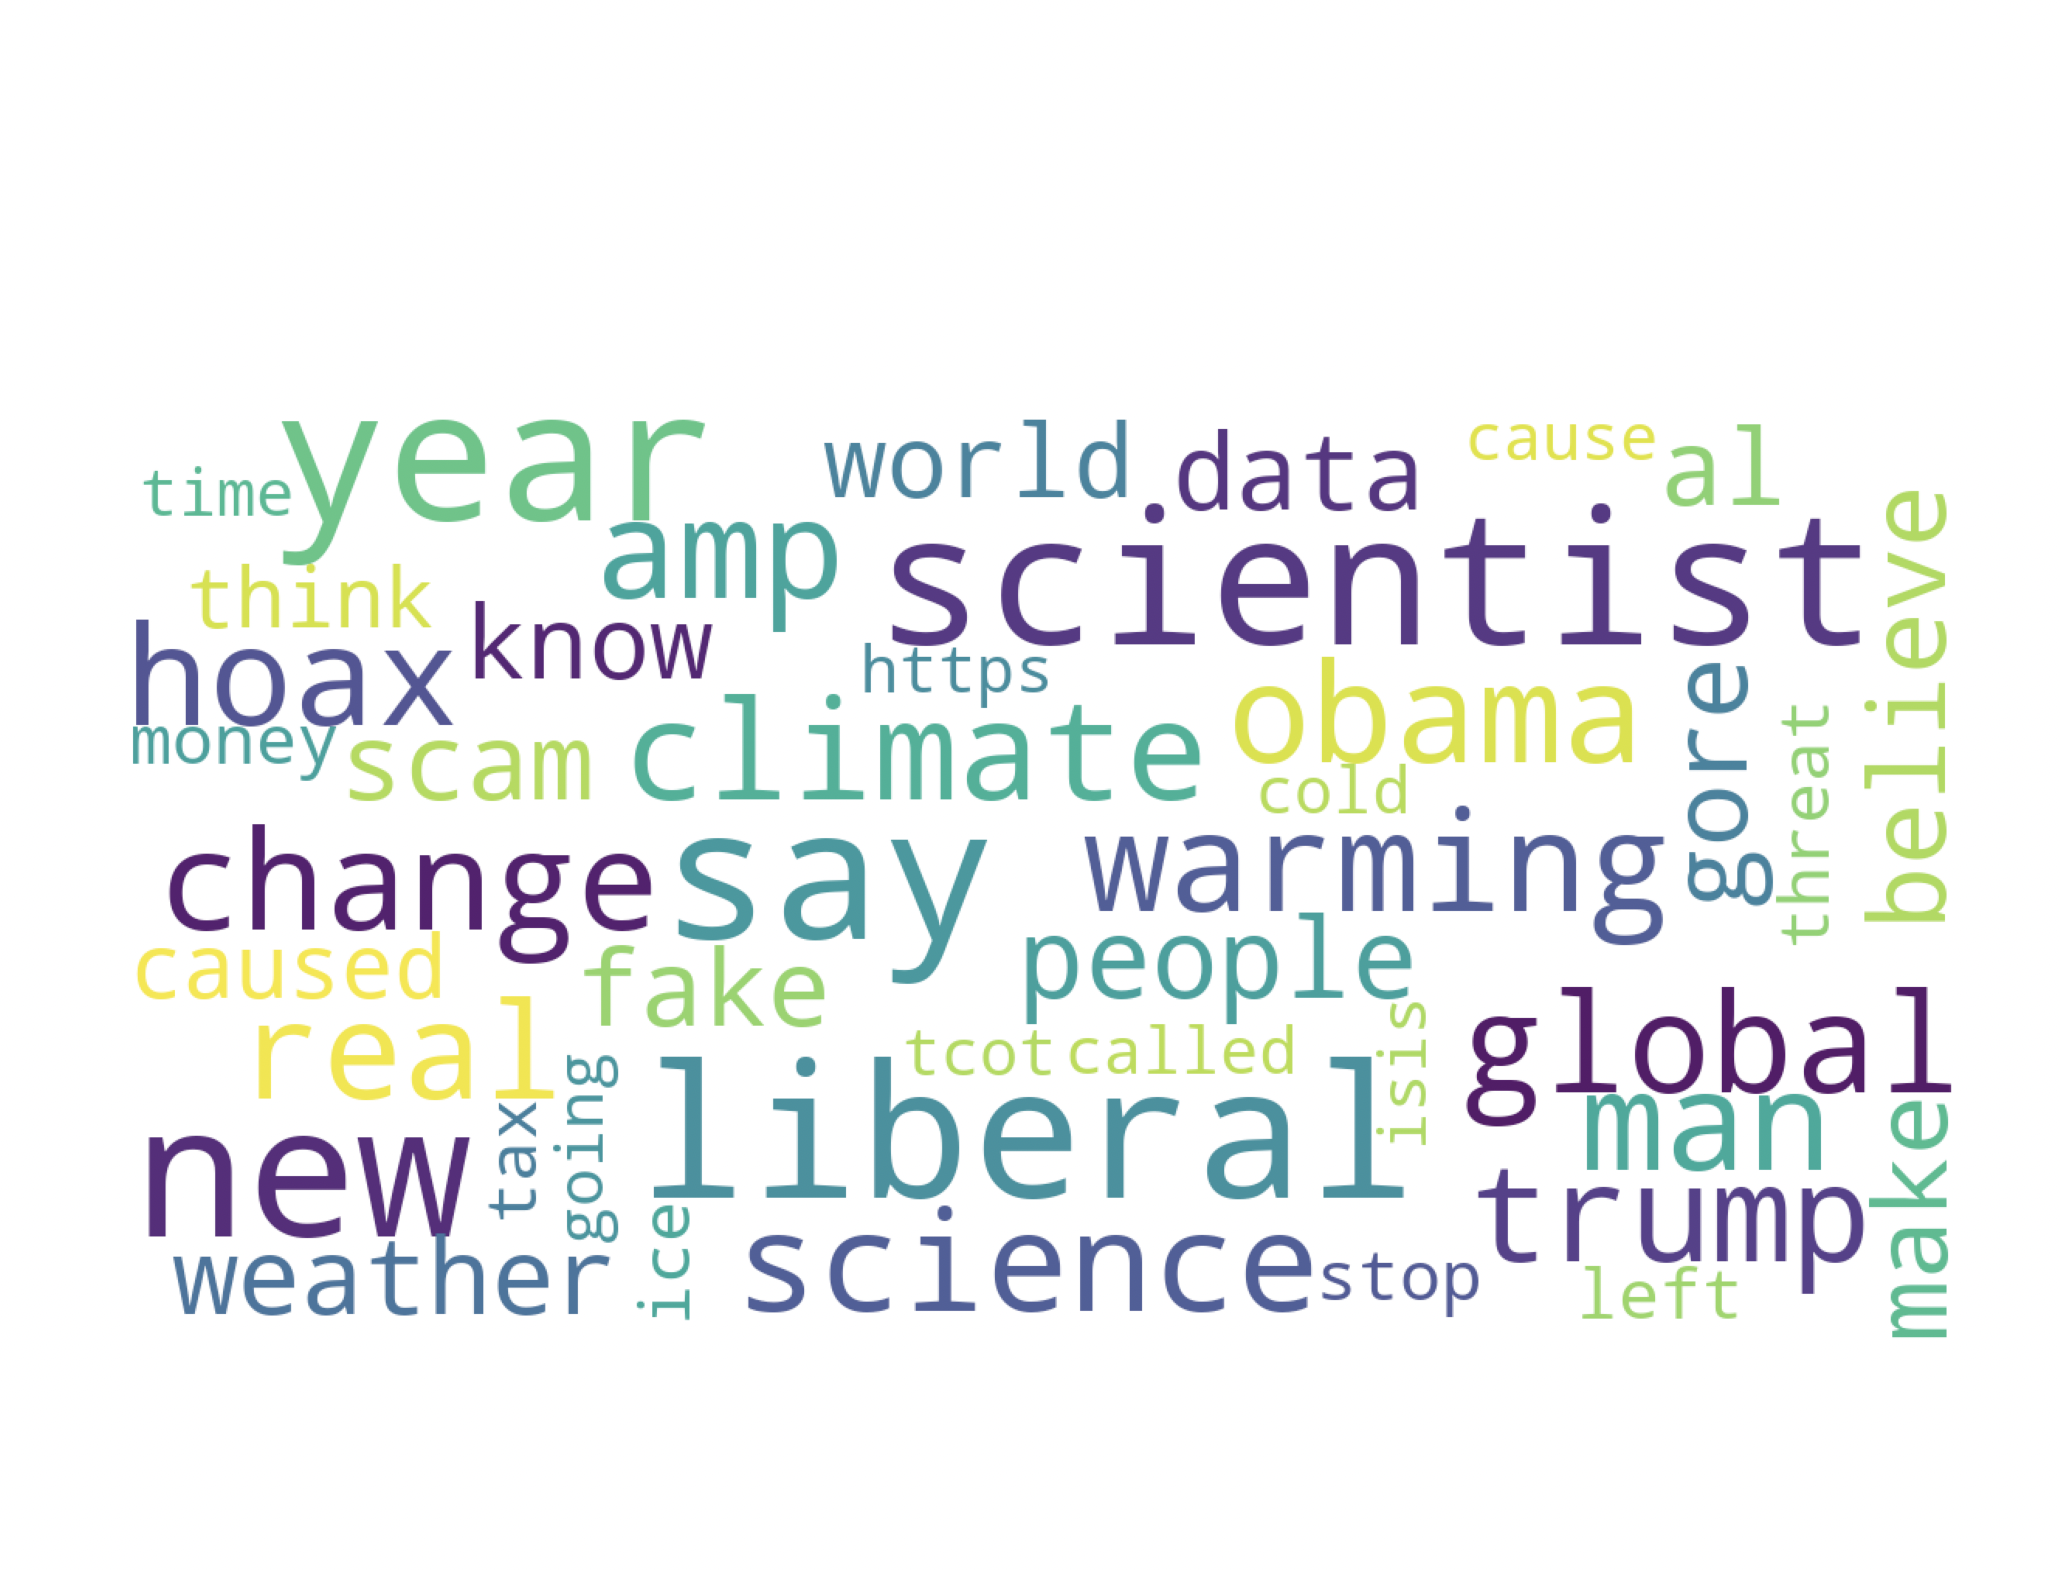 year
world
data
cause
al
time
amp
scientist
believe
think
know
hoax
https
obama
gore
money
scam
climate
cold
threat
change
say
warming
caused
fake
people
real
tcot
called
isis
global
new
tax
going
liberal
man
make
weather
ice
science
stop
trump
left